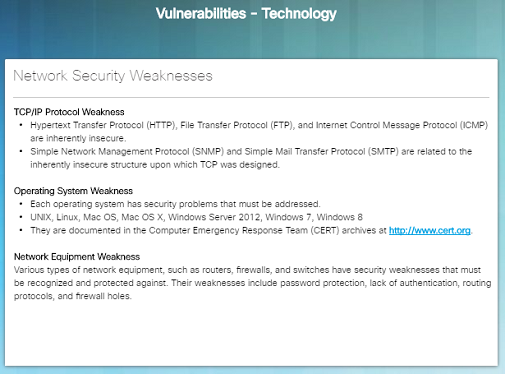 Vulnerabilities – Technology
Network Security Weaknesses
TCP/IP Protocol Weakness
• Hypertext Transfer Protocol (HTTP), File Transfer Protocol (FTP), and Internet Control Message Protocol (ICMP)
are inherently insecure.
• Simple Network Management Protocol (SNMP) and Simple Mail Transfer Protocol (SMTP) are related to the
inherently insecure structure upon which TCP was designed.
Operating System Weakness
• Each operating system has security problems that must be addressed.
• UNIX, Linux, Mac OS, Mac OS X, Windows Server 2012, Windows 7, Windows 8
• They are documented in the Computer Emergency Response Team (CERT) archives at http://www.cert.org.
Network Equipment Weakness
Various types of network equipment, such as routers, firewalls, and switches have security weaknesses that must
be recognized and protected against. Their weaknesses include password protection, lack of authentication, routing
protocols, and firewall holes.